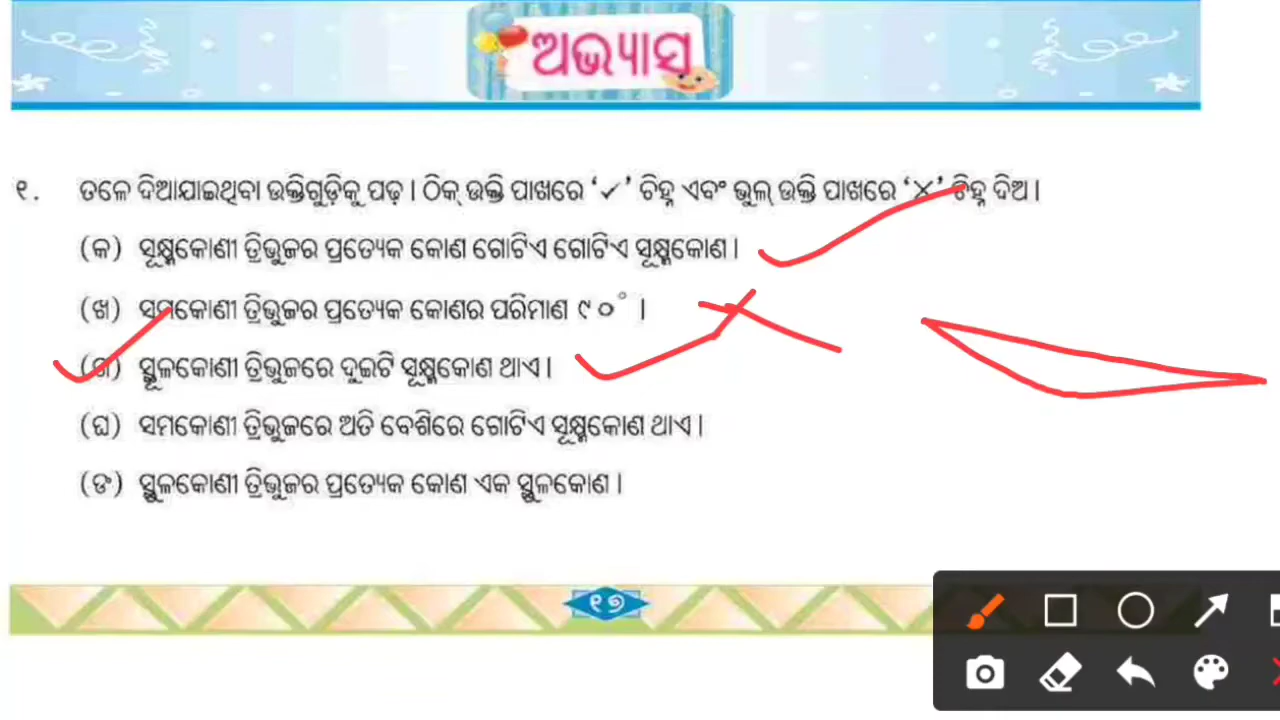 ଅଭ୍ୟାସ
୧. ତଳେ ଦିଆଯାଇଥିବା ଉକ୍ତିଗୁଡ଼ିକୁ ପଢ଼ । ଠିକ୍ ଉକ୍ତି ପାଖରେ ‘✓’ ଚିହ୍ନ ଏବଂ ଭୁଲ୍ ଉକ୍ତି ପାଖରେ ‘✕’ ଚିହ୍ନ ଦିଅ ।
(କ) ସୂକ୍ଷ୍ମକୋଣୀ ତ୍ରିଭୁଜର ପ୍ରତ୍ୟେକ କୋଣ ଗୋଟିଏ ଗୋଟିଏ ସୂକ୍ଷ୍ମକୋଣ ।
(ଖ) ସମକୋଣୀ ତ୍ରିଭୁଜର ପ୍ରତ୍ୟେକ କୋଣର ପରିମାଣ ୯୦° ।
(ଗ) ସ୍ଥୂଳକୋଣୀ ତ୍ରିଭୁଜରେ ଦୁଇଟି ସୂକ୍ଷ୍ମକୋଣ ଥାଏ ।
(ଘ) ସମକୋଣୀ ତ୍ରିଭୁଜରେ ଅତି ବେଶିରେ ଗୋଟିଏ ସୂକ୍ଷ୍ମକୋଣ ଥାଏ ।
(ଙ) ସ୍ଥୁଳକୋଣୀ ତ୍ରିଭୁଜର ପ୍ରତ୍ୟେକ କୋଣ ଏକ ସ୍ଥୁଳକୋଣ ।
୧୭